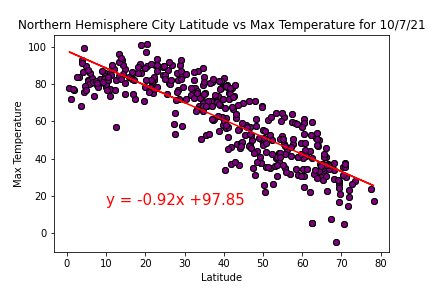 Northern Hemisphere City Latitude vs Max Temperature for 10/7/21
100
80
60
40
20
0
Max Temperature
y = -0.92x +97.85
0 10 20 30 40 50 60 70 80
Latitude